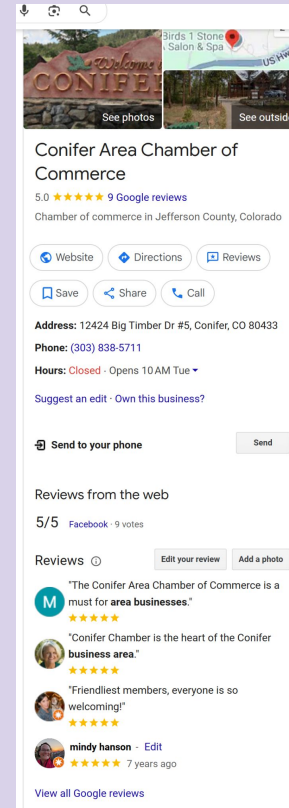 Birds 1 Stone
Salon & Spa
Welcome
CONIFE
See photos
See outside
Conifer Area Chamber of
Commerce
5.0 ★★★★★ 9 Google reviews
Chamber of commerce in Jefferson County, Colorado
Website
Directions
Reviews
Save
Share
Call
Address: 12424 Big Timber Dr #5, Conifer, CO 80433
Phone: (303) 838-5711
Hours: Closed · Opens 10 AM Tue
Suggest an edit · Own this business?
Send to your phone
Send
Reviews from the web
5/5 Facebook · 9 votes
Reviews
Edit your review
Add a photo
M
"The Conifer Area Chamber of Commerce is a
must for area businesses."
★★★★★
"Conifer Chamber is the heart of the Conifer
business area."
★★★★★
"Friendliest members, everyone is so
welcoming!"
★★★★★
mindy hanson - Edit
★★★★★ 7 years ago
View all Google reviews